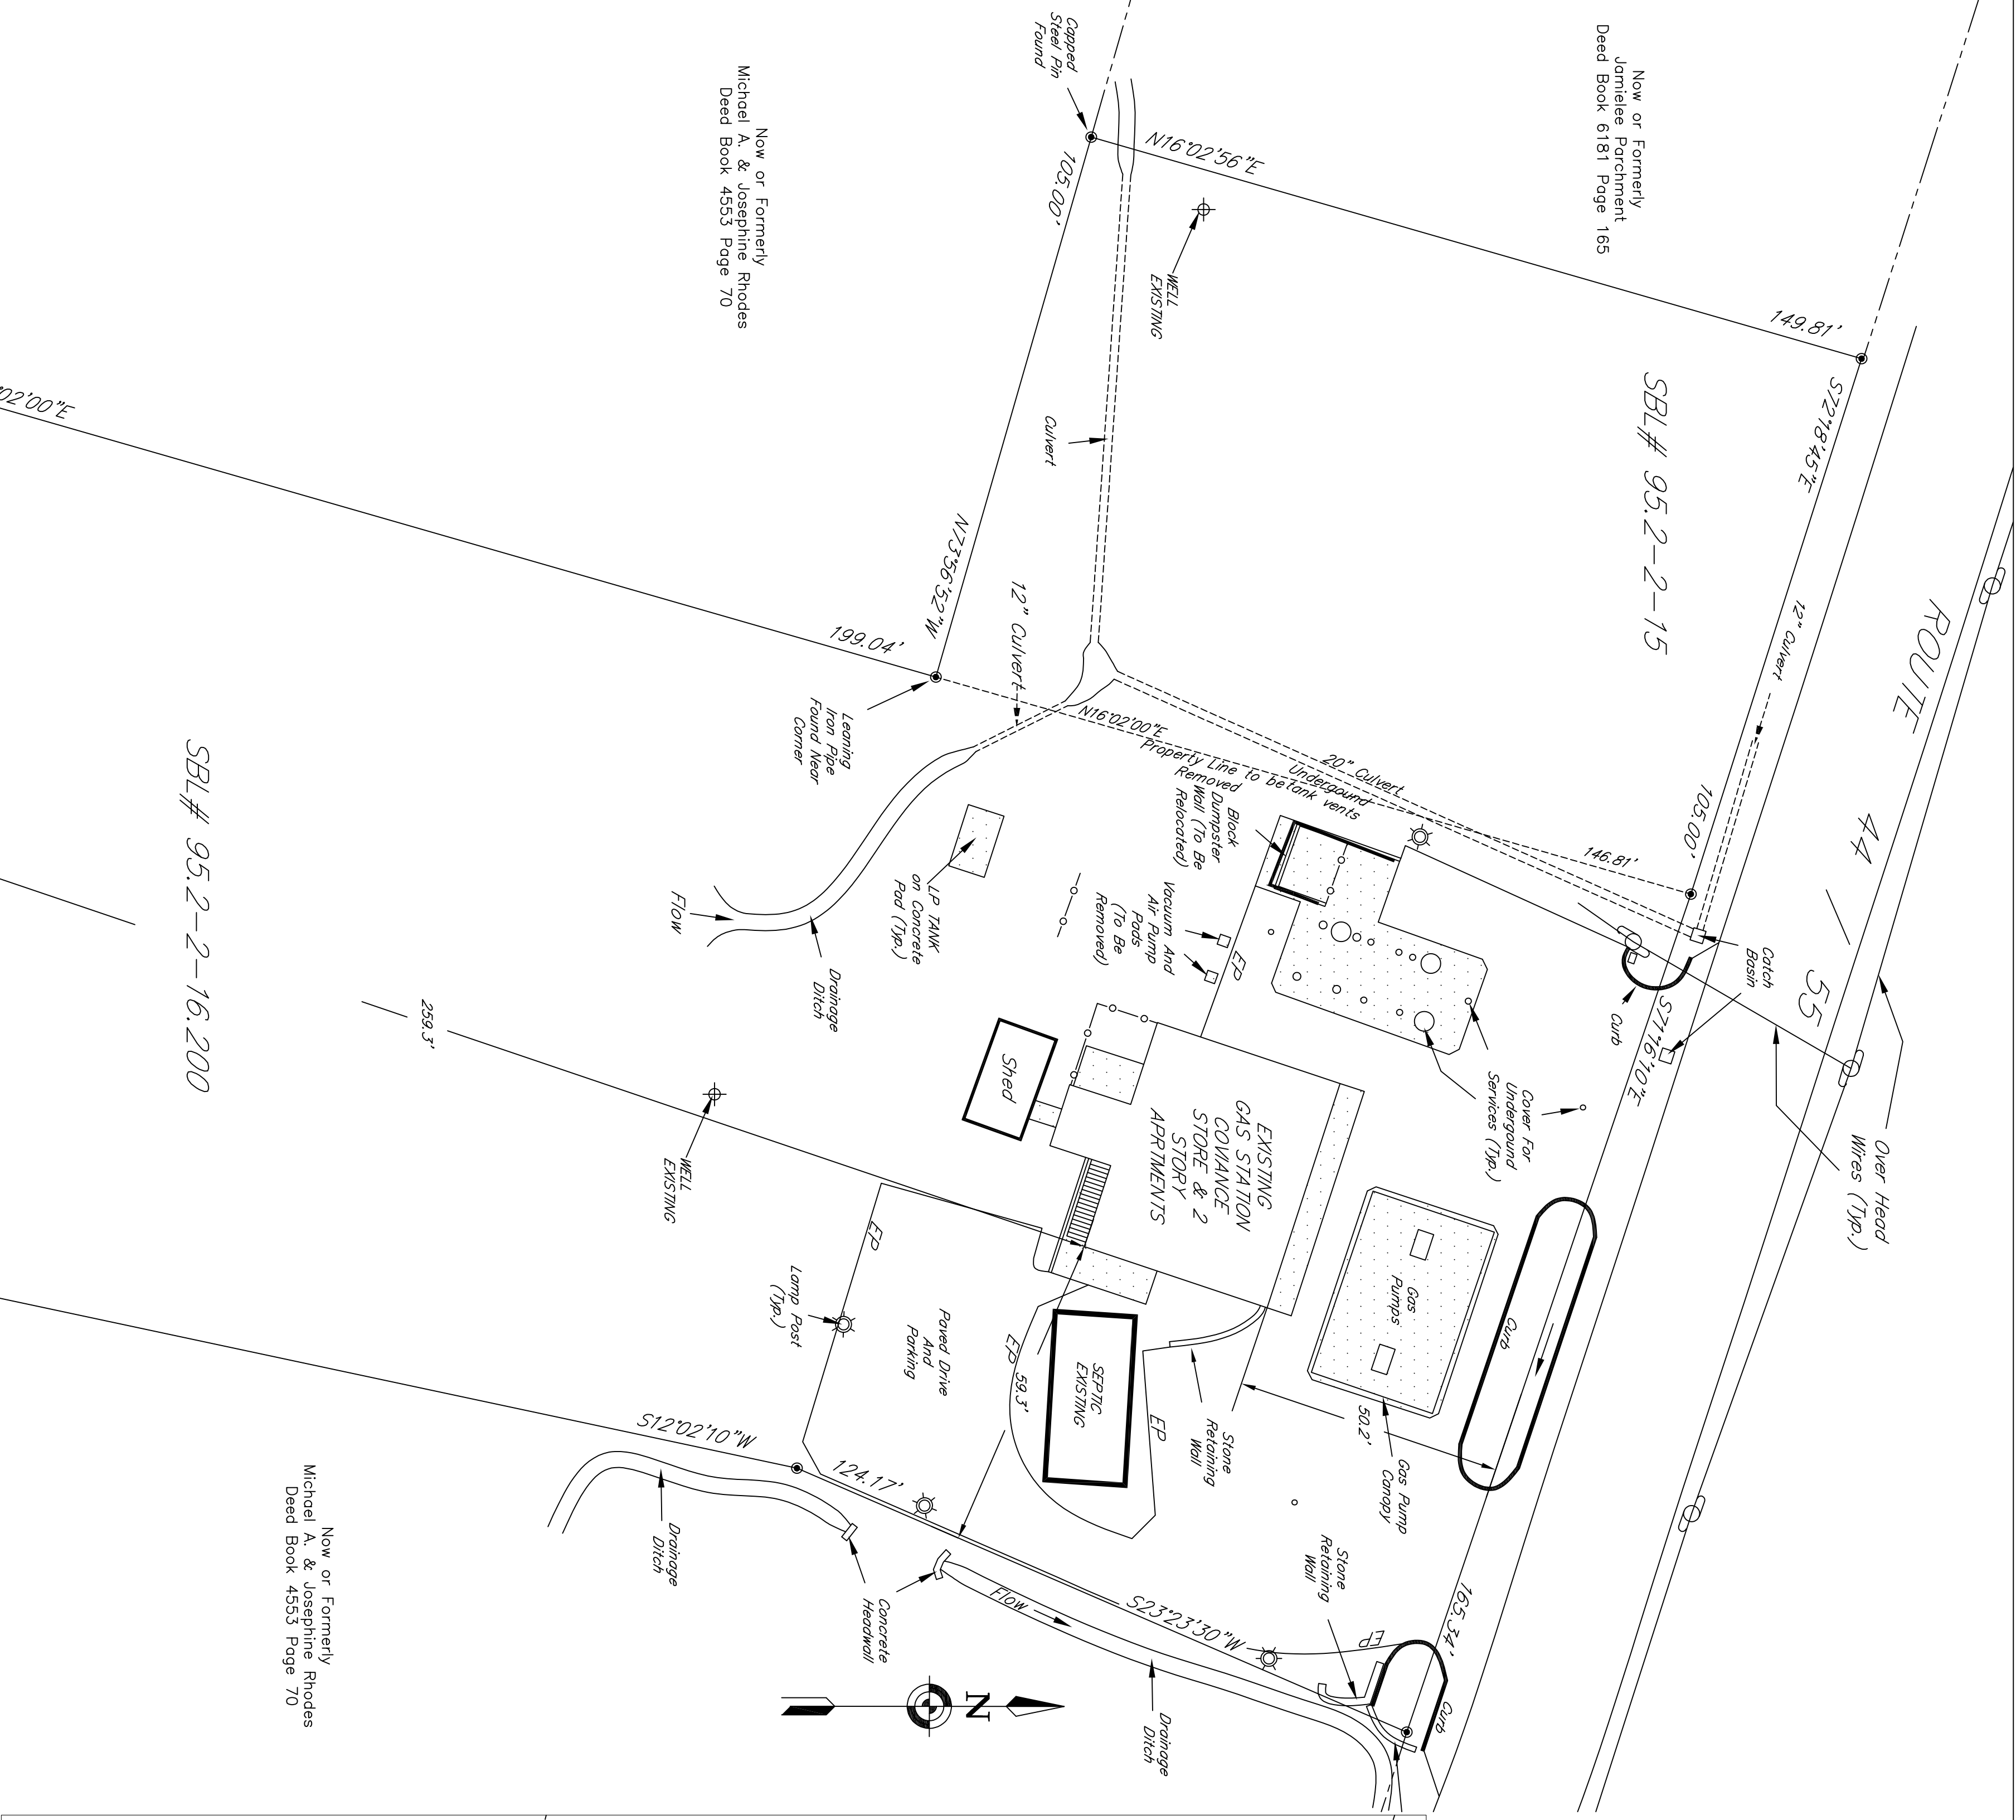 Now or Formerly
Jamielee Parchment
Deed Book 6181 Page 165
Capped
Steel Pin
Found
Now or Formerly
Michael A. & Josephine Rhodes
Deed Book 4553 Page 70
N16°02'56"E
149.81'
105.00'
N73°56'52"W
WELL
EXISTING
SBL# 95.2-2-15
S72°18'45"E
105.00'
12" Culvert
ROUTE
44
55
Culvert
12" Culvert
199.04'
02'00"E
Leaning
Iron Pipe
Found Near
Corner
N16°02'00"E
146.81'
Property Line to be
Removed
20" Culvert
Undergound
tank vents
Block
Dumpster
Wall (To Be
Relocated)
Vacuum And
Air Pump
Pads
(To Be
Removed)
EP
LP TANK
on Concrete
Pad (Typ.)
Flow
Drainage
Ditch
SBL# 95.2-2-16.200
259.3'
Catch
Basin
Curb
S71°16'10"E
165.34'
Over Head
Wires (Typ.)
Cover For
Underground
Services (Typ.)
Shed
EXISTING
GAS STATION
COVIANCE
STORE & 2
STORY
APRTMENTS
WELL
EXISTING
Gas
Pumps
Curb
EP
Lamp Post
(Typ.)
Paved Drive
And
Parking
EP
59.3'
SEPTIC
EXISTING
EP
Stone
Retaining
Wall
50.2'
Gas Pump
Canopy
S12°02'10"W
124.17'
S23°23'30"W
Drainage
Ditch
Concrete
Headwall
Flow
Stone
Retaining
Wall
EP
Curb
Drainage
Ditch
N
Now or Formerly
Michael A. & Josephine Rhodes
Deed Book 4553 Page 70